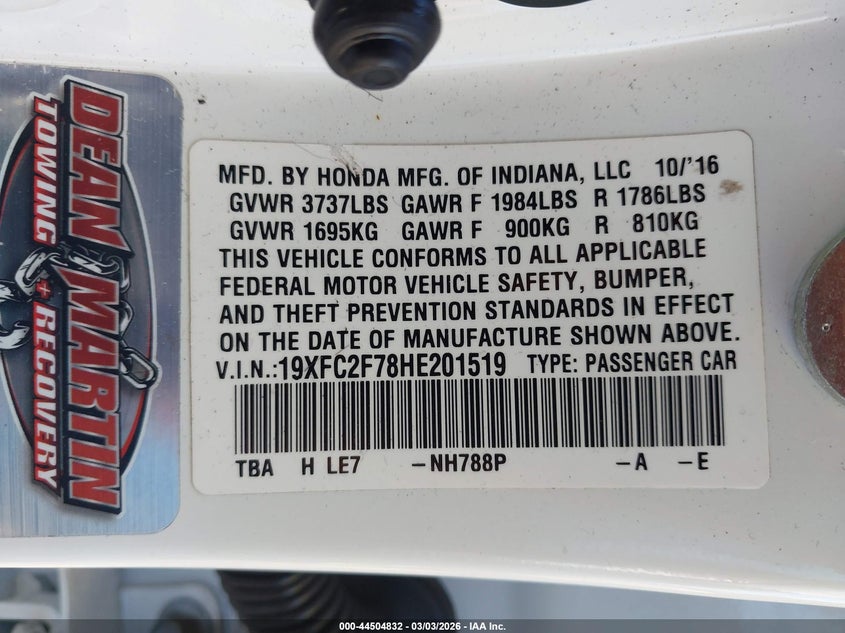 DEAN MARTIN
TOWING + RECOVERY
MFD. BY HONDA MFG. OF INDIANA, LLC 10/'16
GVWR 3737LBS GAWR F 1984LBS R 1786LBS
GVWR 1695KG GAWR F 900KG R 810KG
THIS VEHICLE CONFORMS TO ALL APPLICABLE
FEDERAL MOTOR VEHICLE SAFETY, BUMPER,
AND THEFT PREVENTION STANDARDS IN EFFECT
ON THE DATE OF MANUFACTURE SHOWN ABOVE.
V.I.N.:19XFC2F78HE201519 TYPE: PASSENGER CAR
TBA H LE7 -NH788P -A -E
000-44504832 - 03/03/2026 - IAA Inc.